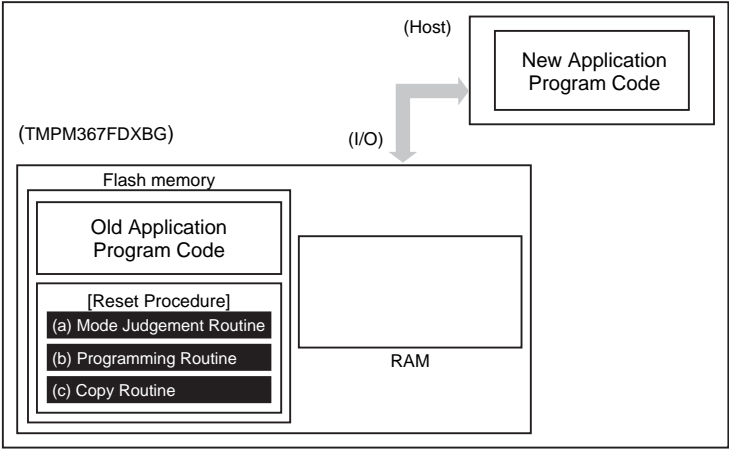 (Host)
New Application
Program Code
(TMPM367FDXBG)
(I/O)
Flash memory
Old Application
Program Code
[Reset Procedure]
(a) Mode Judgement Routine
(b) Programming Routine
(c) Copy Routine
RAM